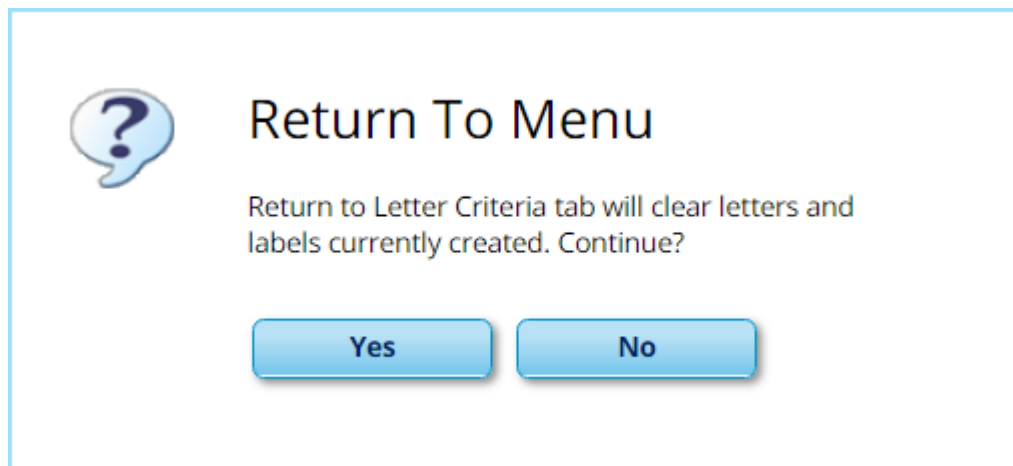 ?
Return To Menu
Return to Letter Criteria tab will clear letters and
labels currently created. Continue?
Yes No